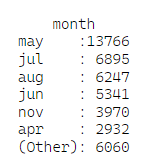 month
may    :13766
jul    : 6895
aug    : 6247
jun    : 5341
nov    : 3970
apr    : 2932
(Other): 6060